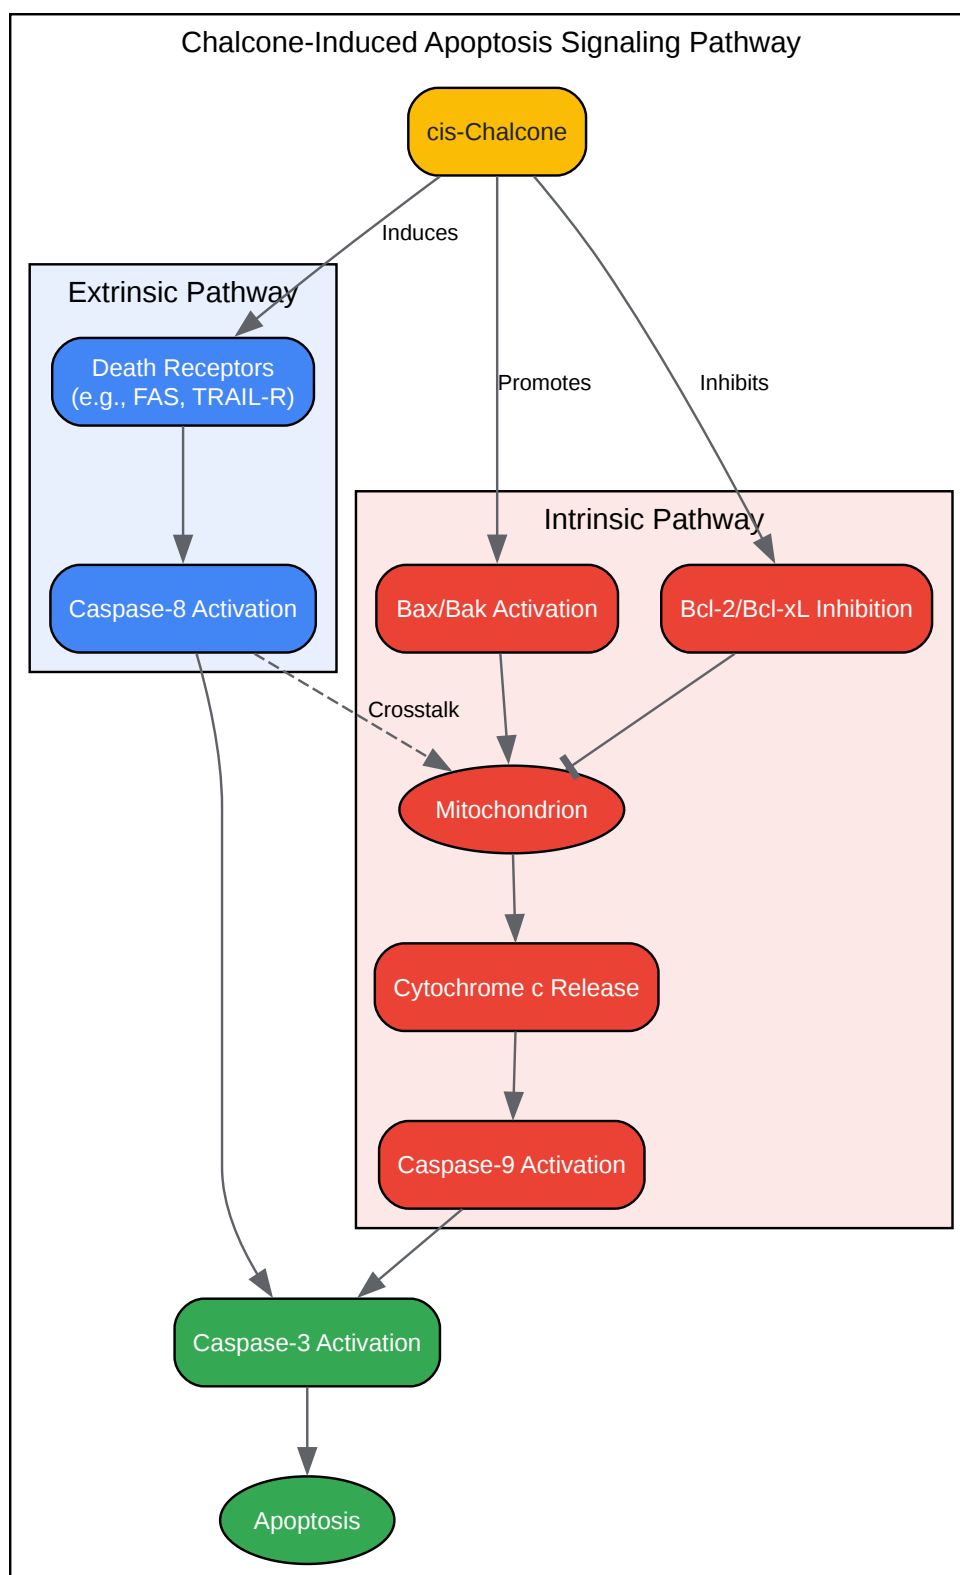 Chalcone-Induced Apoptosis Signaling Pathway
cis-Chalcone
Induces
Extrinsic Pathway
Death Receptors
(e.g., FAS, TRAIL-R)
Promotes
Inhibits
Intrinsic Pathway
Caspase-8 Activation
Bax/Bak Activation
Bcl-2/Bcl-xL Inhibition
Crosstalk
Mitochondrion
Cytochrome c Release
Caspase-9 Activation
Caspase-3 Activation
Apoptosis